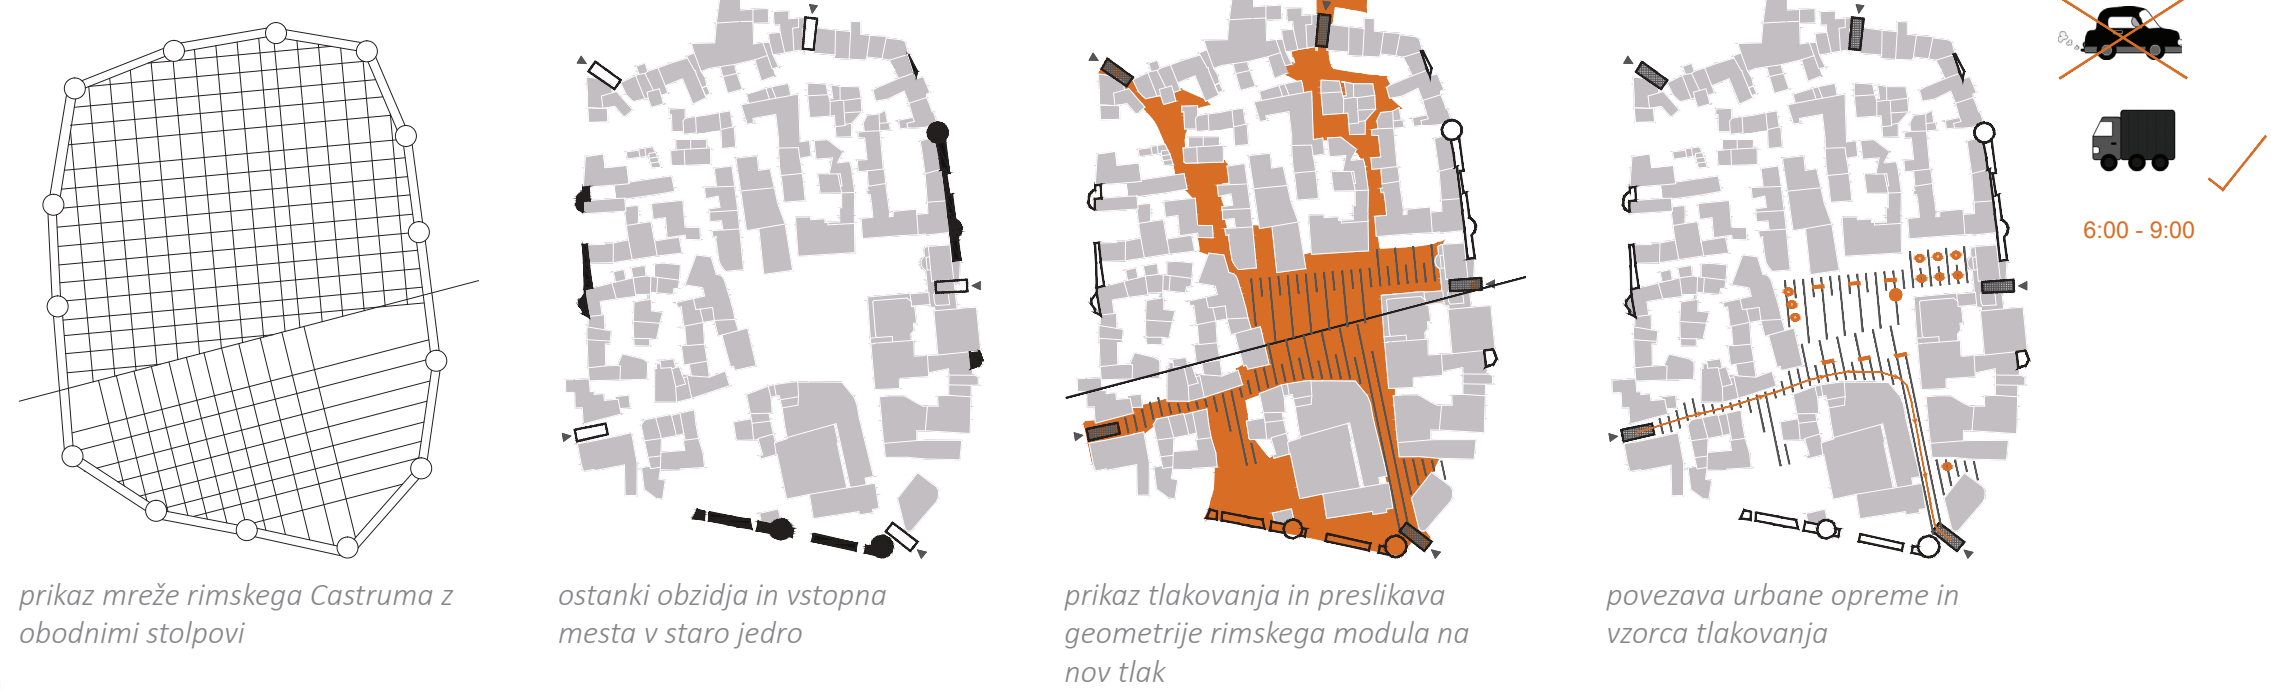 prikaz mreže rimskega Castruma z
obodnimi stolpovi
ostanki obzidja in vstopna
mesta v staro jedro
prikaz tlakovanja in preslikava
geometrije rimskega modula na
nov tlak
povezava urbane opreme in
vzorca tlakovanja
6:00 - 9:00